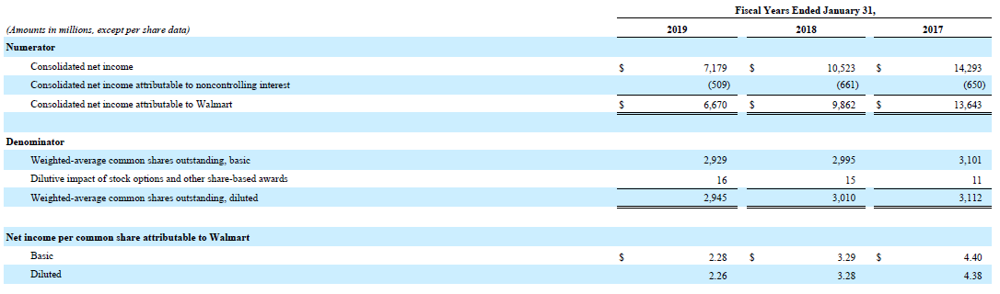 Fiscal Years Ended January 31,
(Amounts in millions, except per share data) 2019 2018 2017
Numerator
Consolidated net income $ 7,179 $ 10,523 $ 14,293
Consolidated net income attributable to noncontrolling interest (509) (661) (650)
Consolidated net income attributable to Walmart $ 6,670 $ 9,862 $ 13,643
Denominator
Weighted-average common shares outstanding, basic 2,929 2,995 3,101
Dilutive impact of stock options and other share-based awards 16 15 11
Weighted-average common shares outstanding, diluted 2,945 3,010 3,112
Net income per common share attributable to Walmart
Basic $ 2.28 $ 3.29 $ 4.40
Diluted 2.26 3.28 4.38